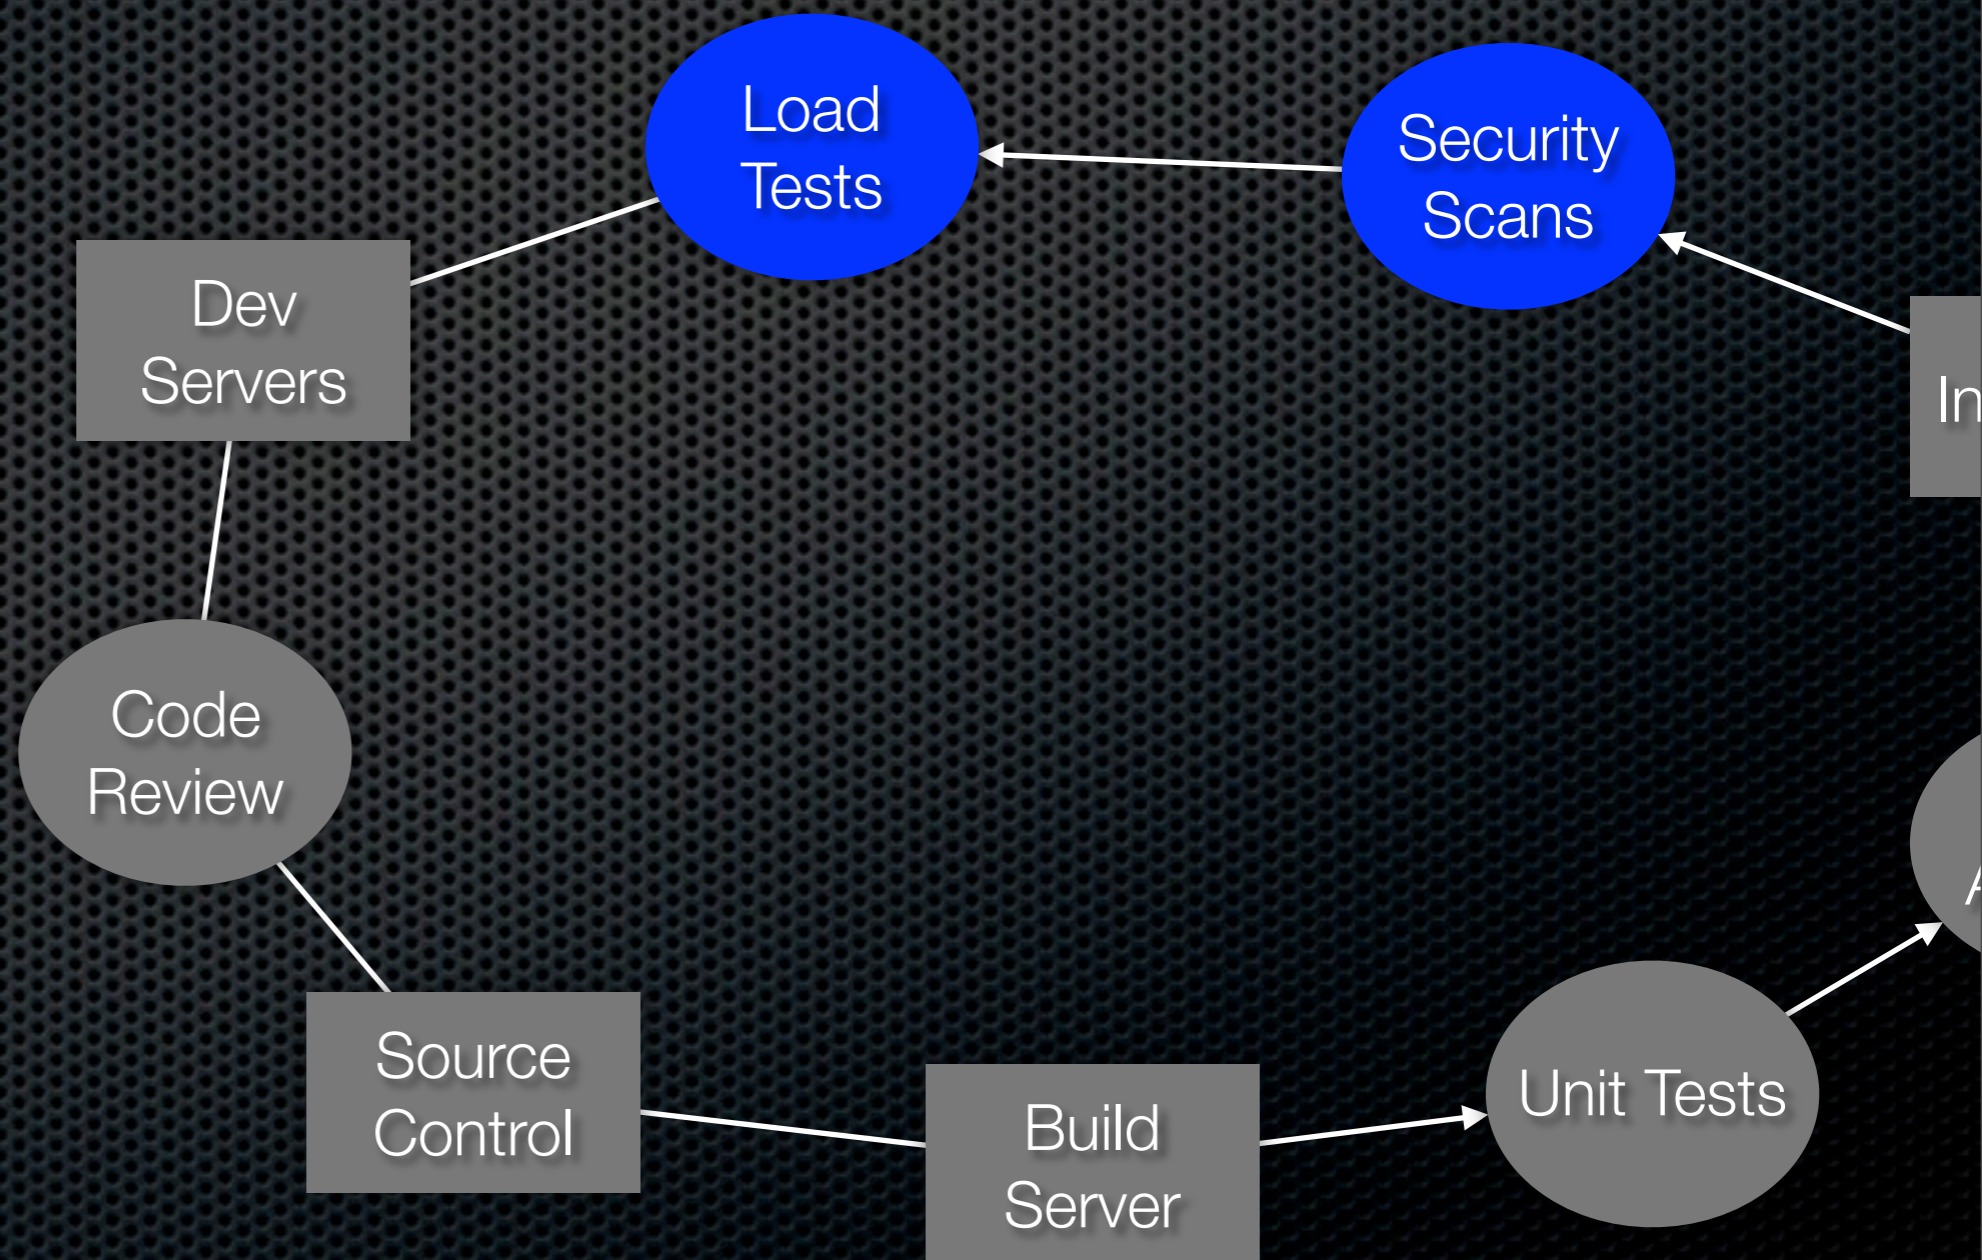 Load
Tests
Security
Scans
Dev
Servers
Code
Review
Source
Control
Build
Server
Unit Tests